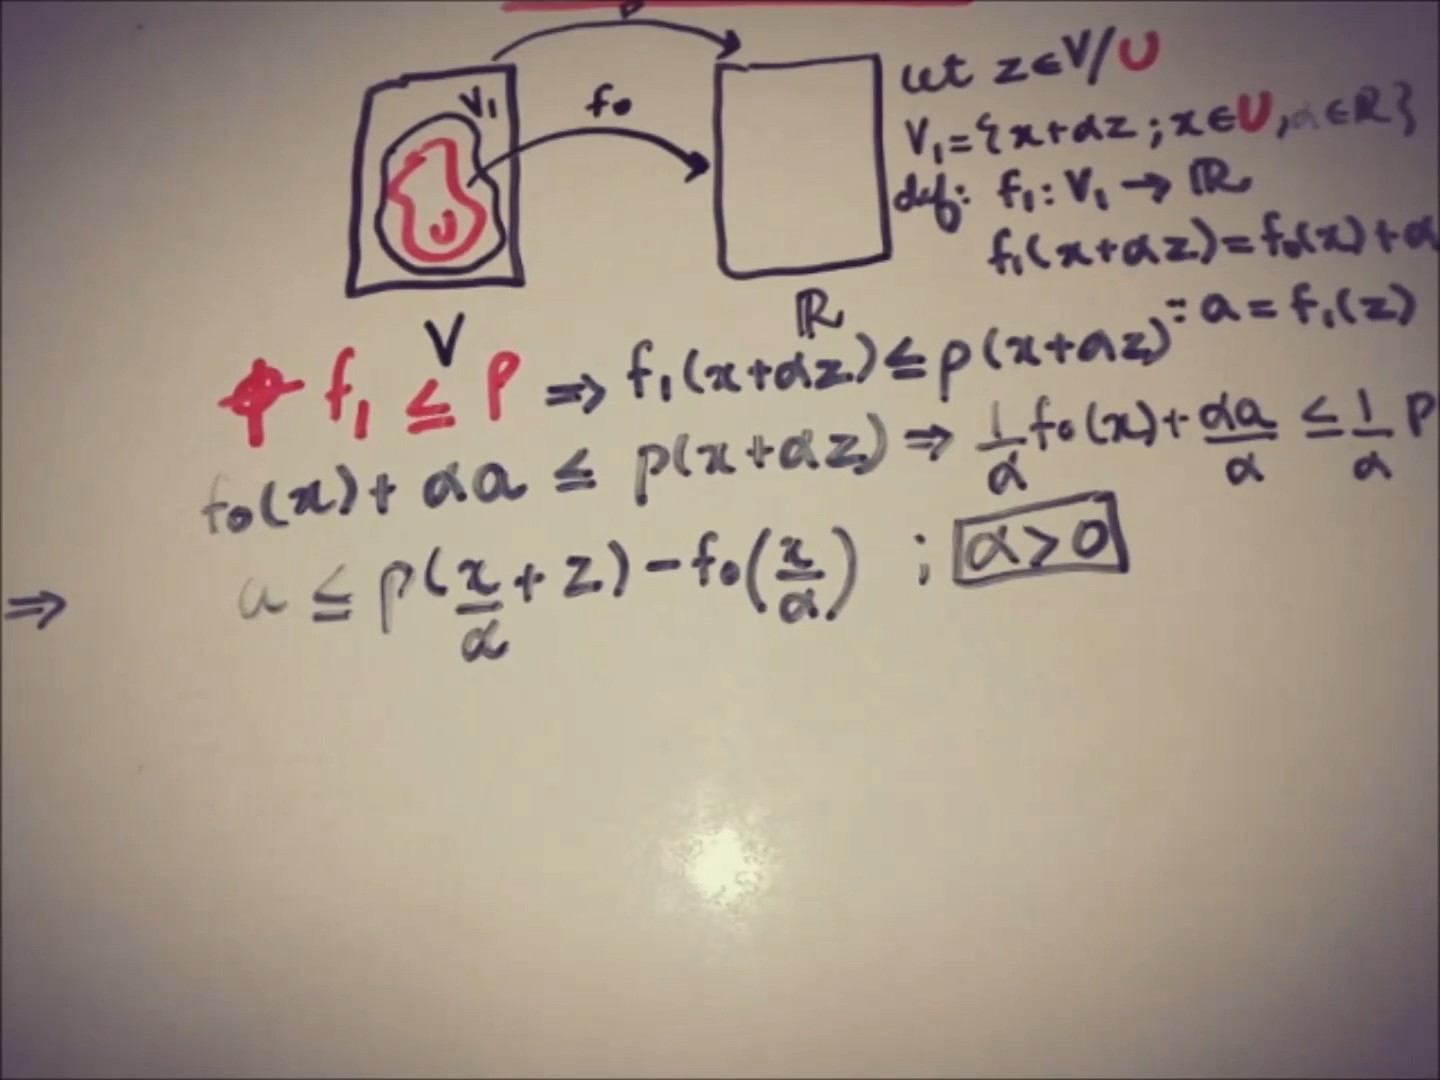 P
V₁
f₀
U
V
ℝ
let z∈V/U
V₁={x+αz ; x∈U, α∈ℝ}
def: f₁: V₁ → ℝ
f₁(x+αz)=f₀(x)+α
: a = f₁(z)
f₁ ≤ P ⇒ f₁(x+αz) ≤ p(x+αz)
f₀(x)+ αa ≤ p(x+αz) ⇒ 1/α f₀(x)+ αa/α ≤ 1/α P
⇒ a ≤ p(x/α + z) - f₀(x/α) ; α>0